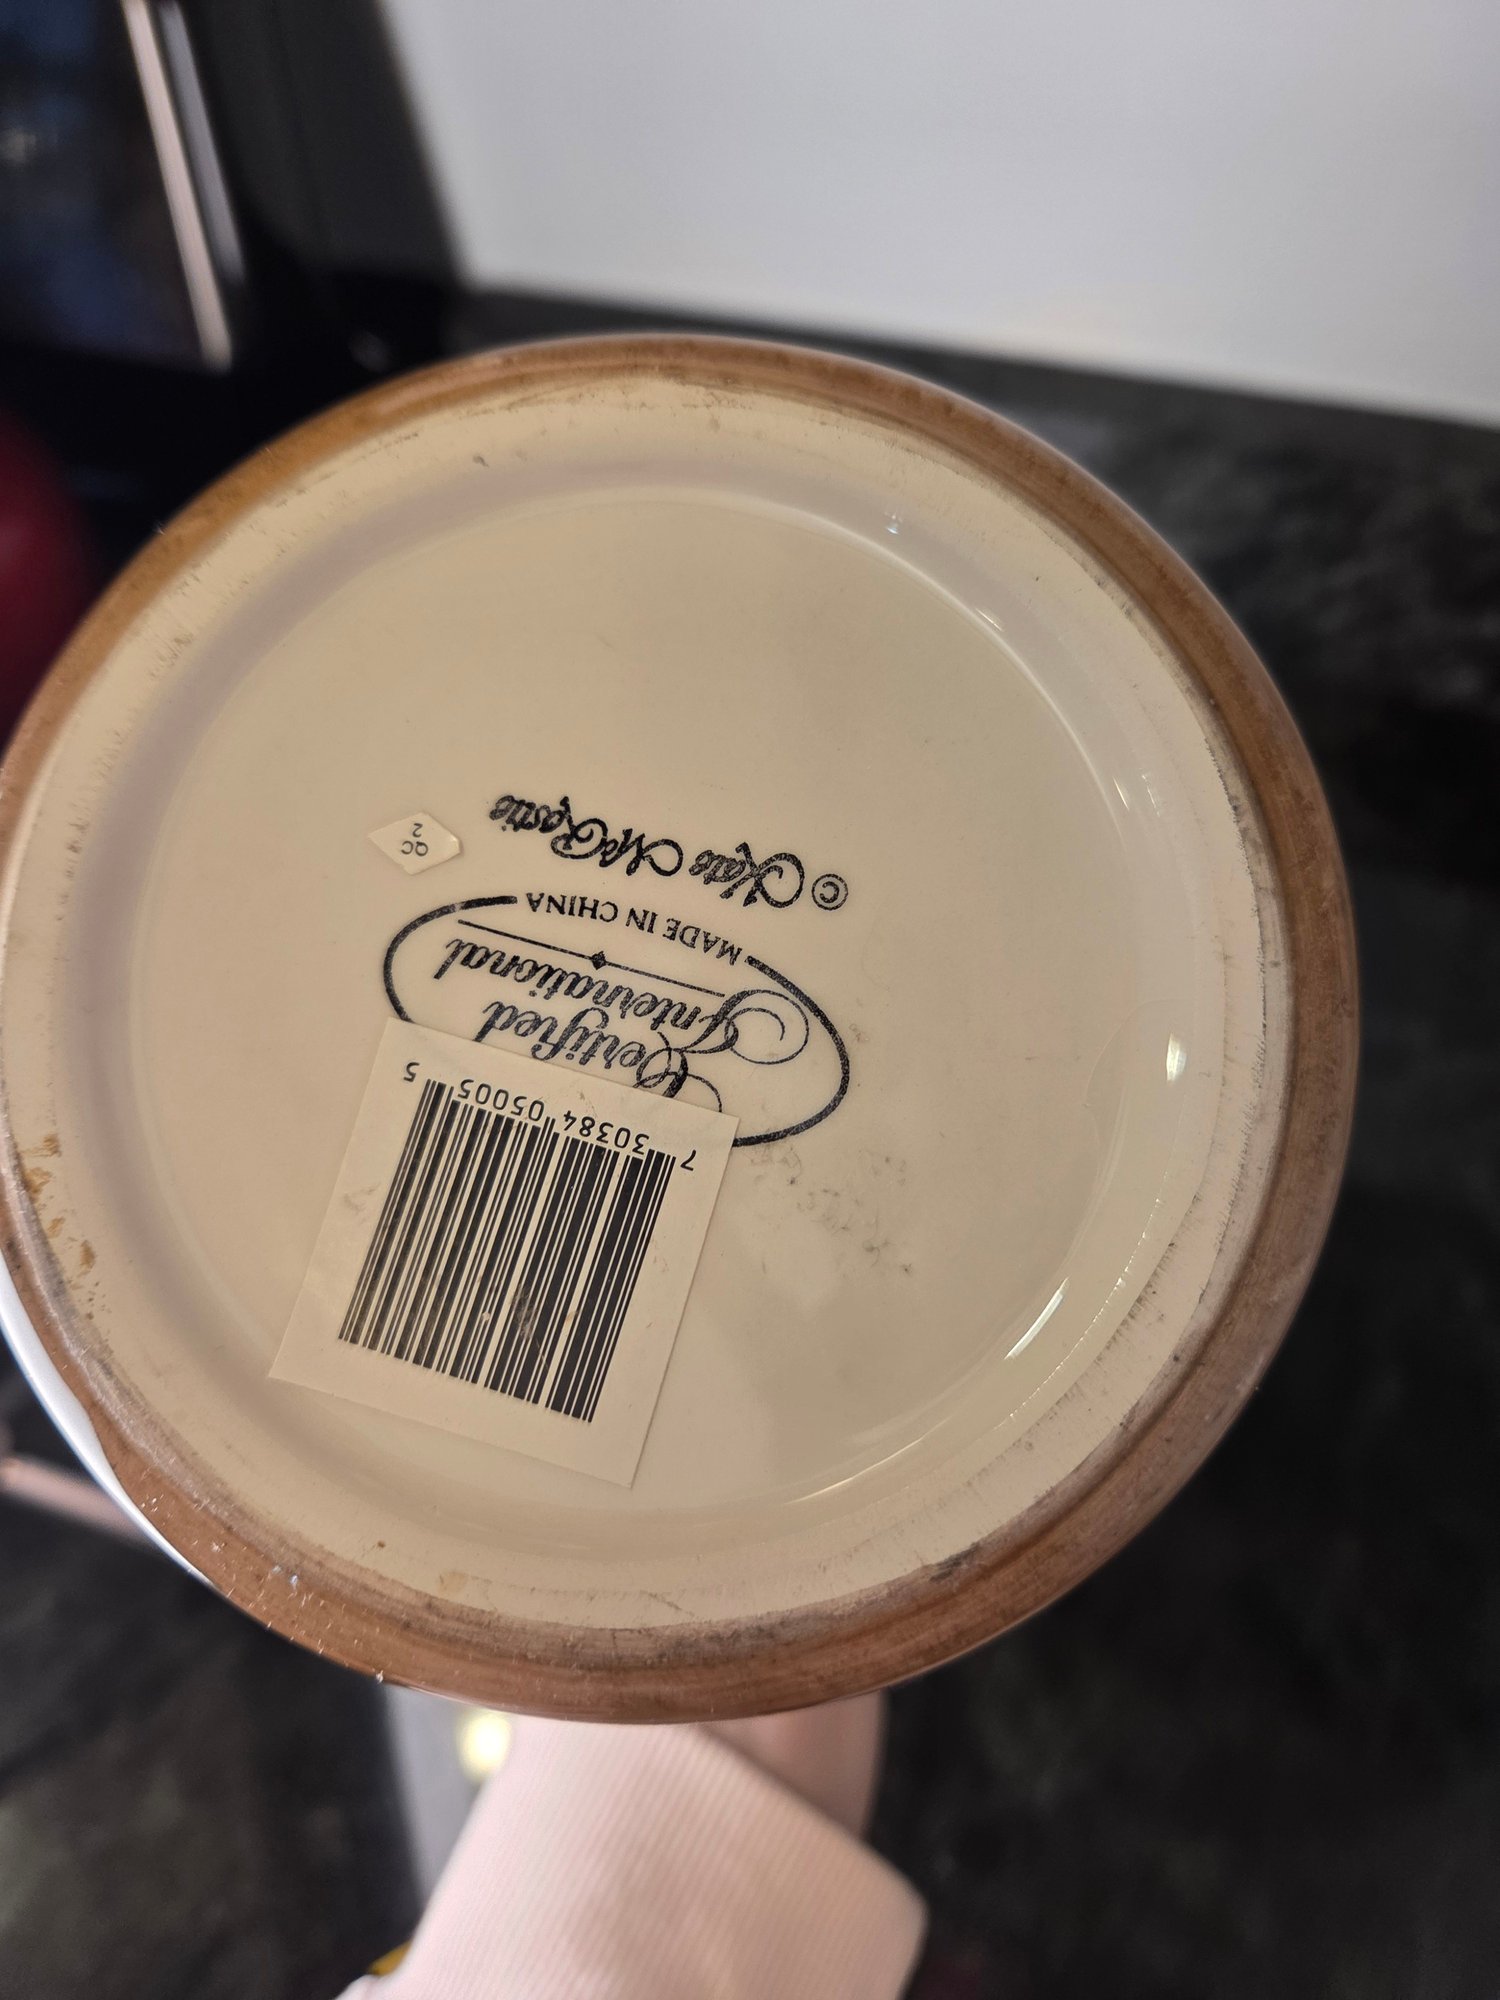 7 30384 05005 5
Certified
International
MADE IN CHINA
© Kate McRostie
QC
2